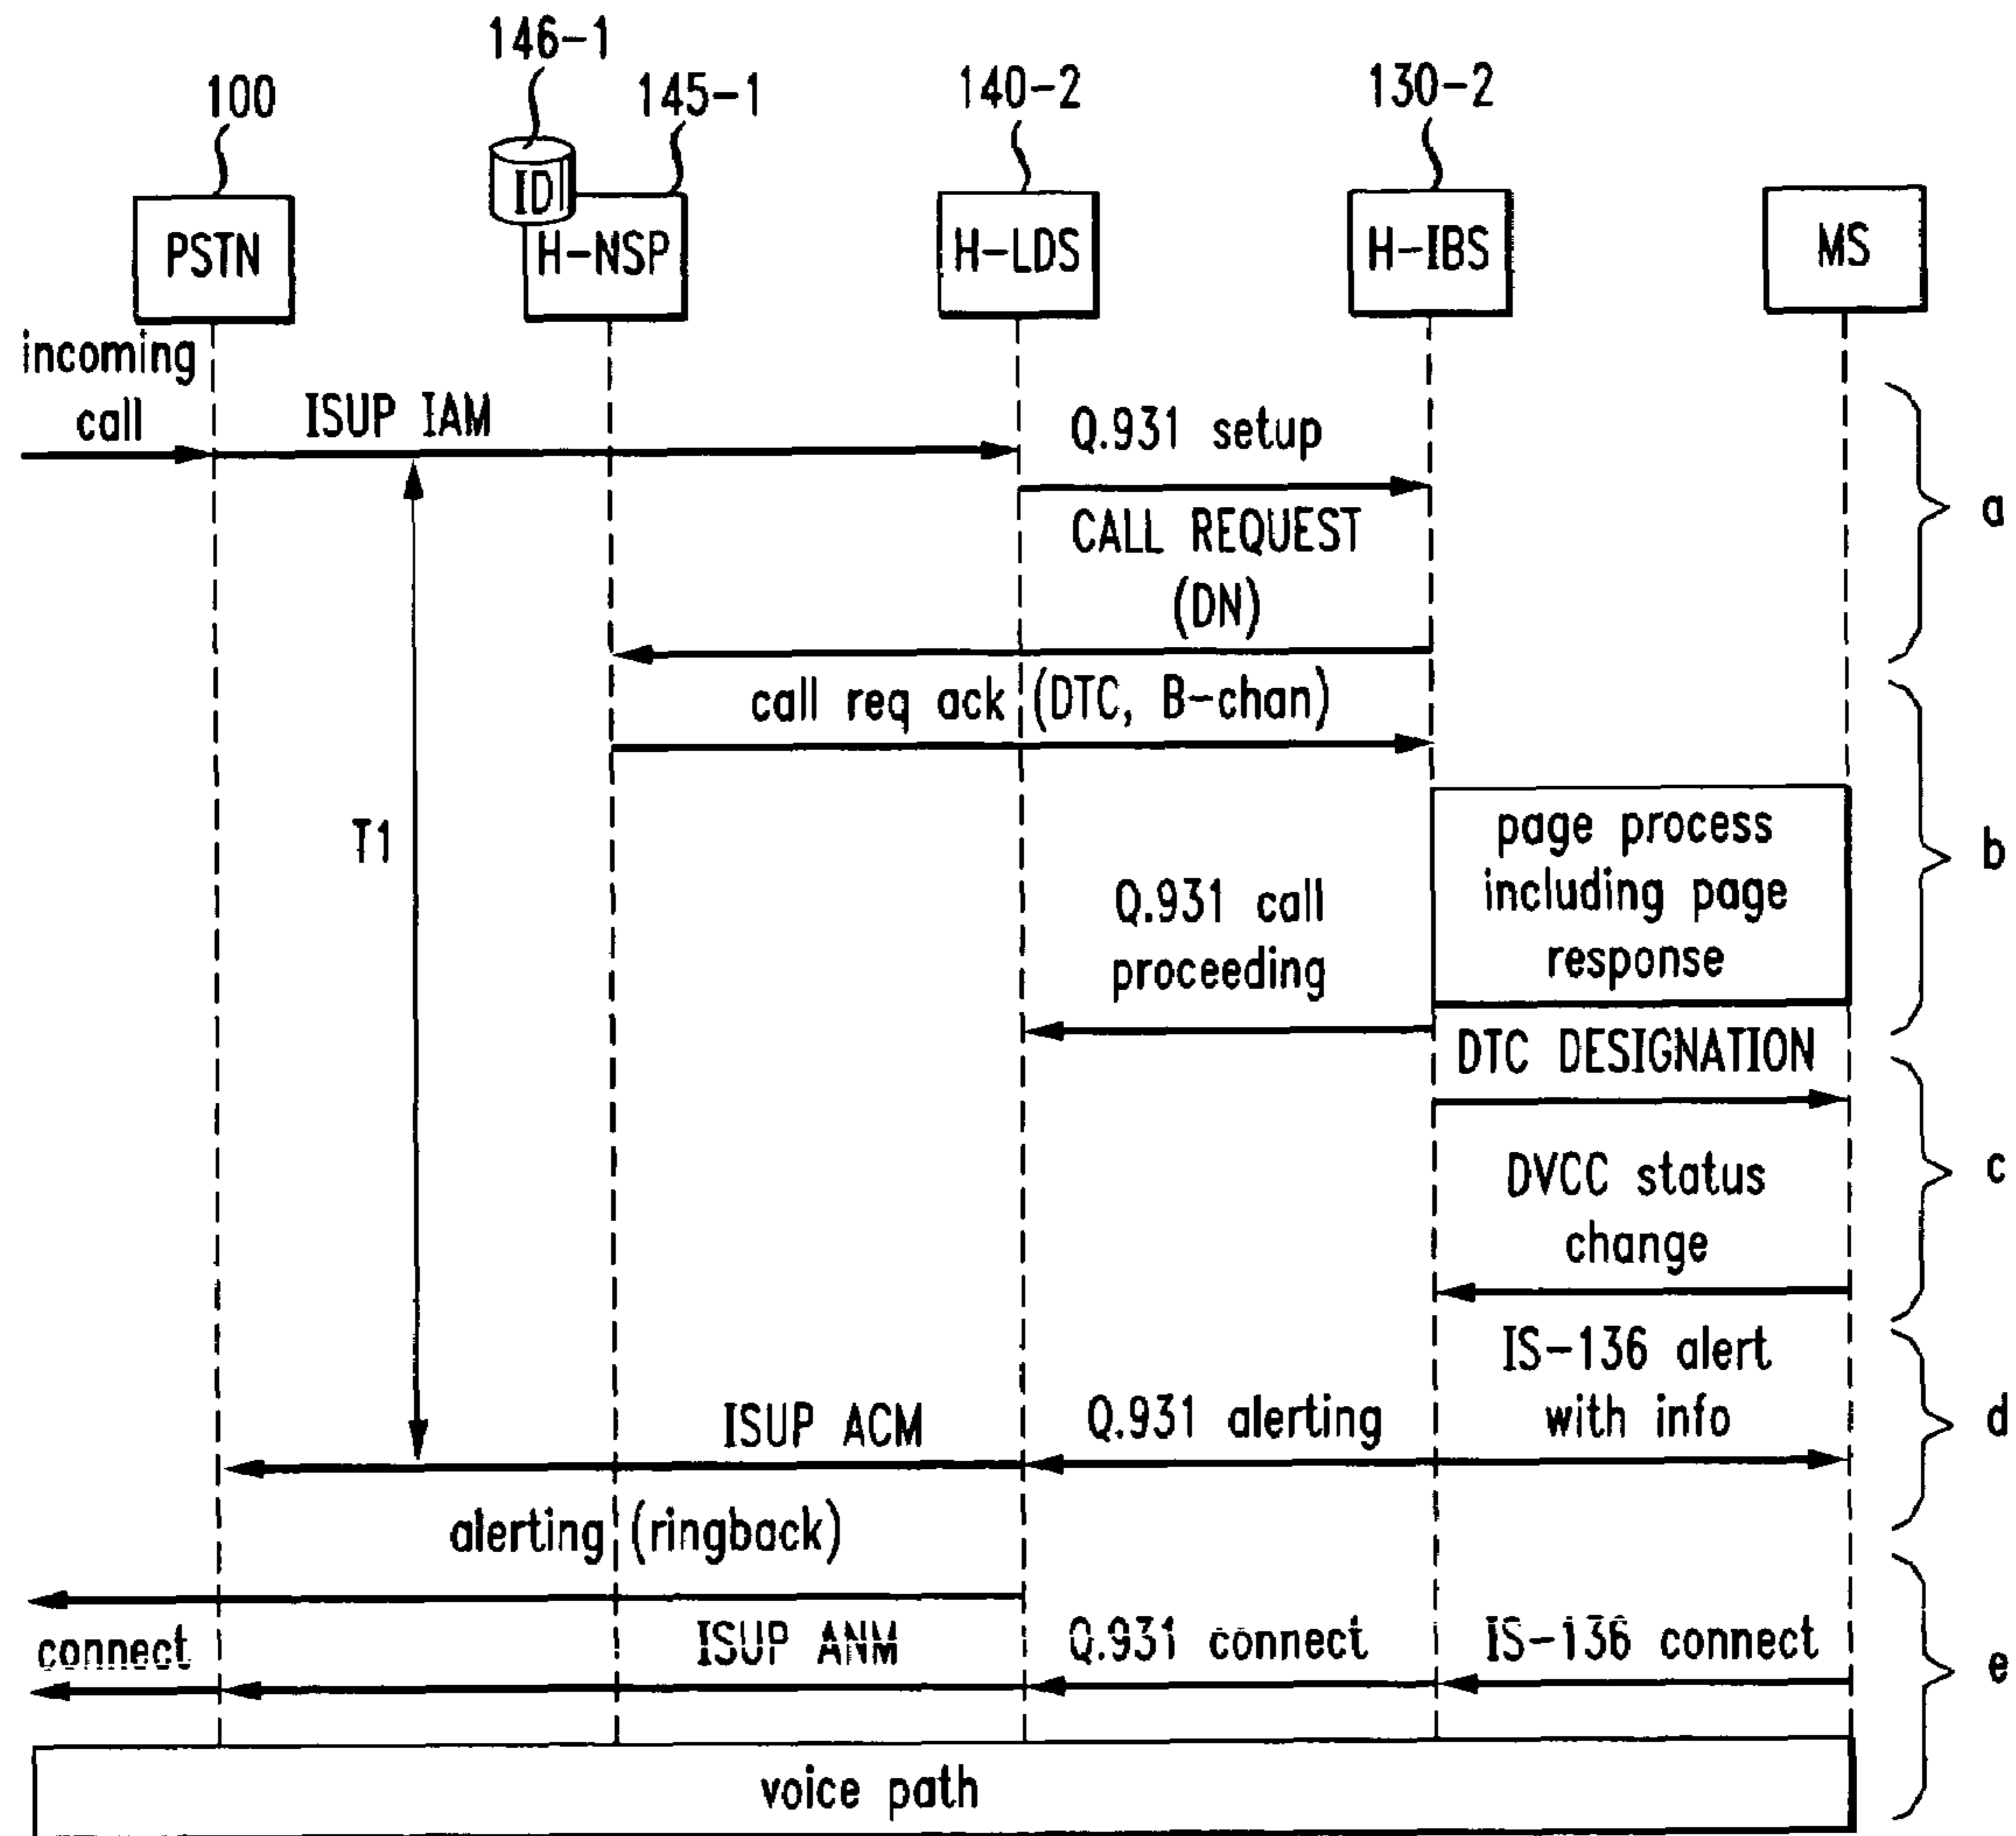 146-1
100
145-1
140-2
130-2
ID
PSTN
H-NSP
H-LDS
H-IBS
MS
incoming
call
ISUP IAM
Q.931 setup
a
CALL REQUEST
(DN)
call req ack (DTC, B-chan)
T1
page process
including page
response
b
Q.931 call
proceeding
DTC DESIGNATION
DVCC status
change
c
IS-136 alert
with info
ISUP ACM
Q.931 alerting
d
alerting (ringback)
connect
ISUP ANM
Q.931 connect
IS-136 connect
e
voice path